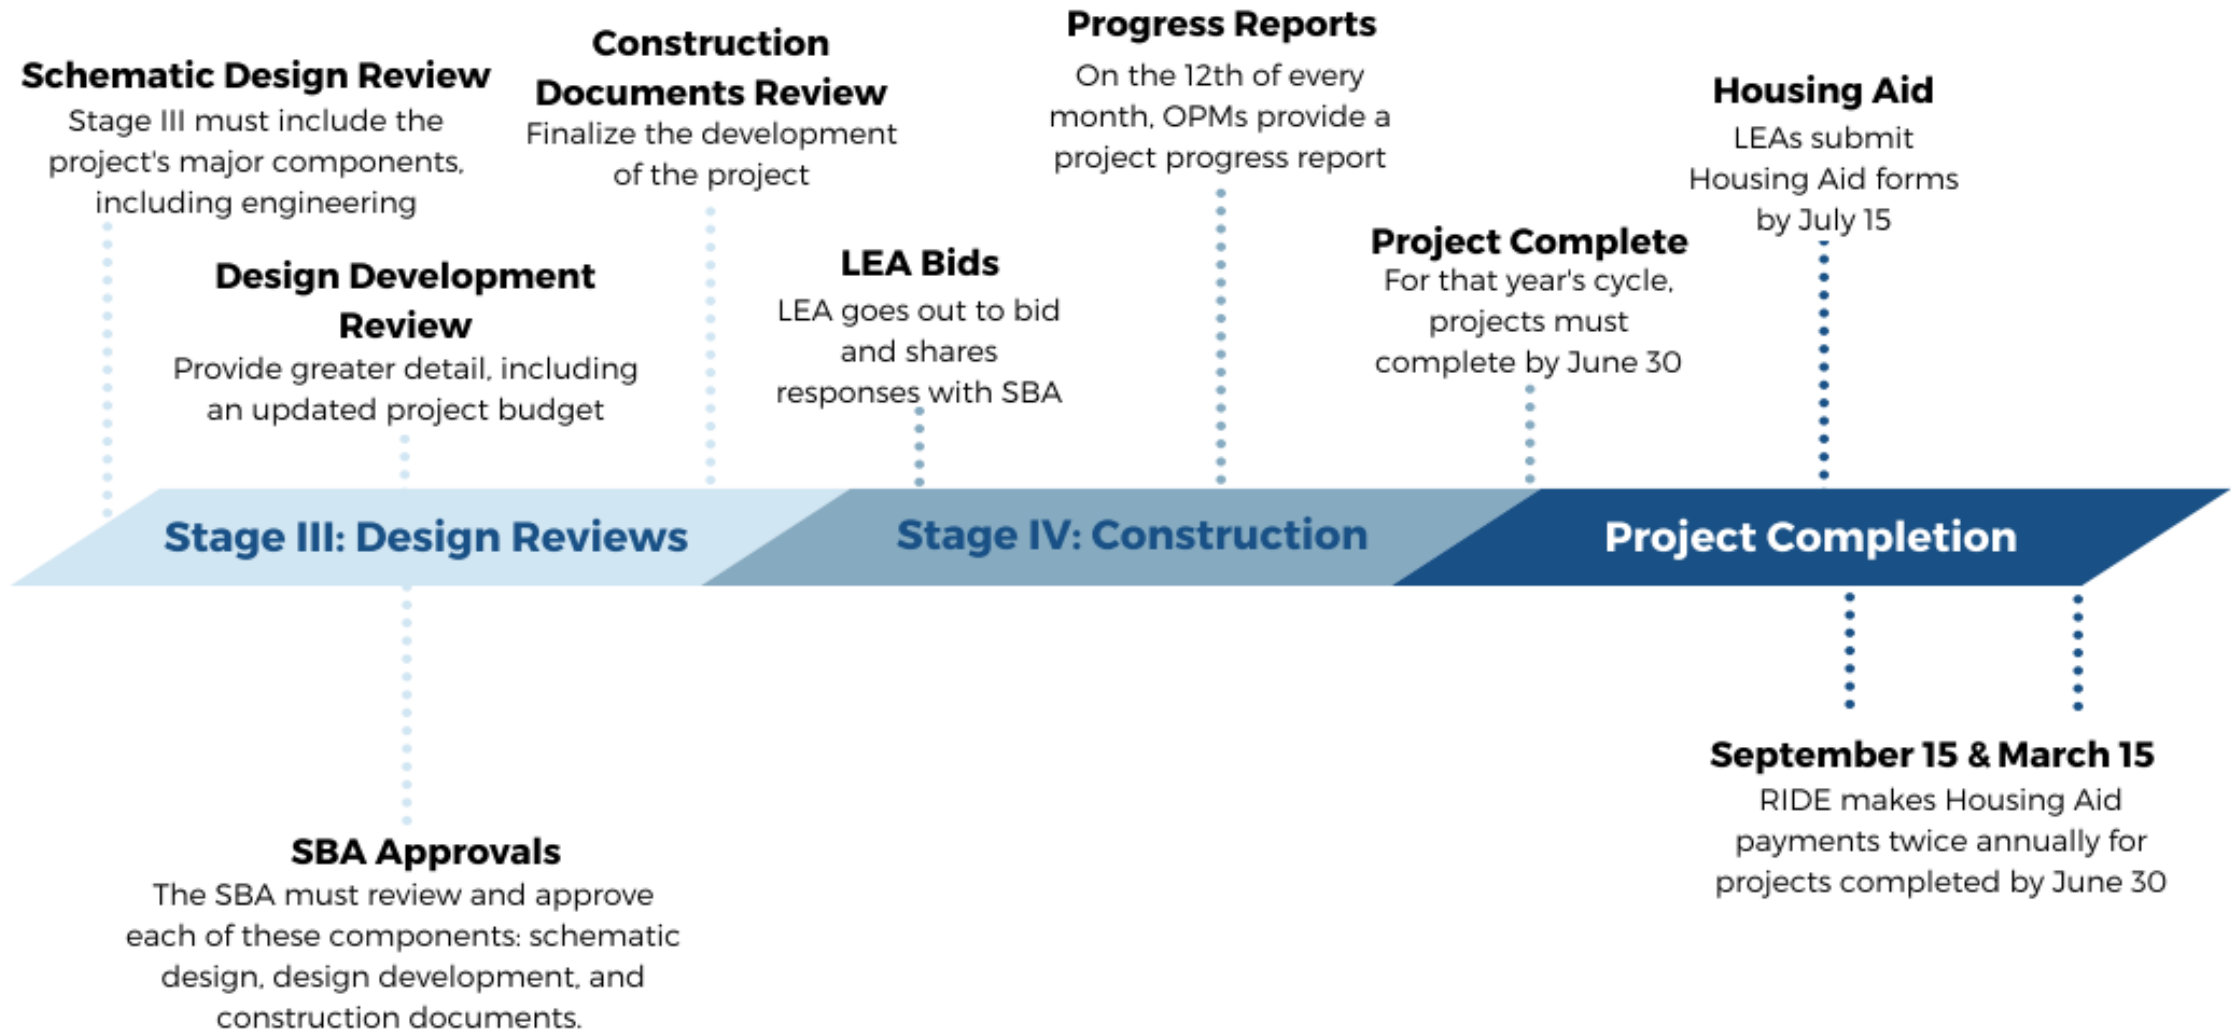 Schematic Design Review
Stage III must include the
project's major components,
including engineering
Design Development
Review
Provide greater detail, including
an updated project budget
Construction
Documents Review
Finalize the development
of the project
LEA Bids
LEA goes out to bid
and shares
responses with SBA
Progress Reports
On the 12th of every
month, OPMs provide a
project progress report
Project Complete
For that year's cycle,
projects must
complete by June 30
Housing Aid
LEAs submit
Housing Aid forms
by July 15
Stage III: Design Reviews
Stage IV: Construction
Project Completion
SBA Approvals
The SBA must review and approve
each of these components: schematic
design, design development, and
construction documents.
September 15 & March 15
RIDE makes Housing Aid
payments twice annually for
projects completed by June 30